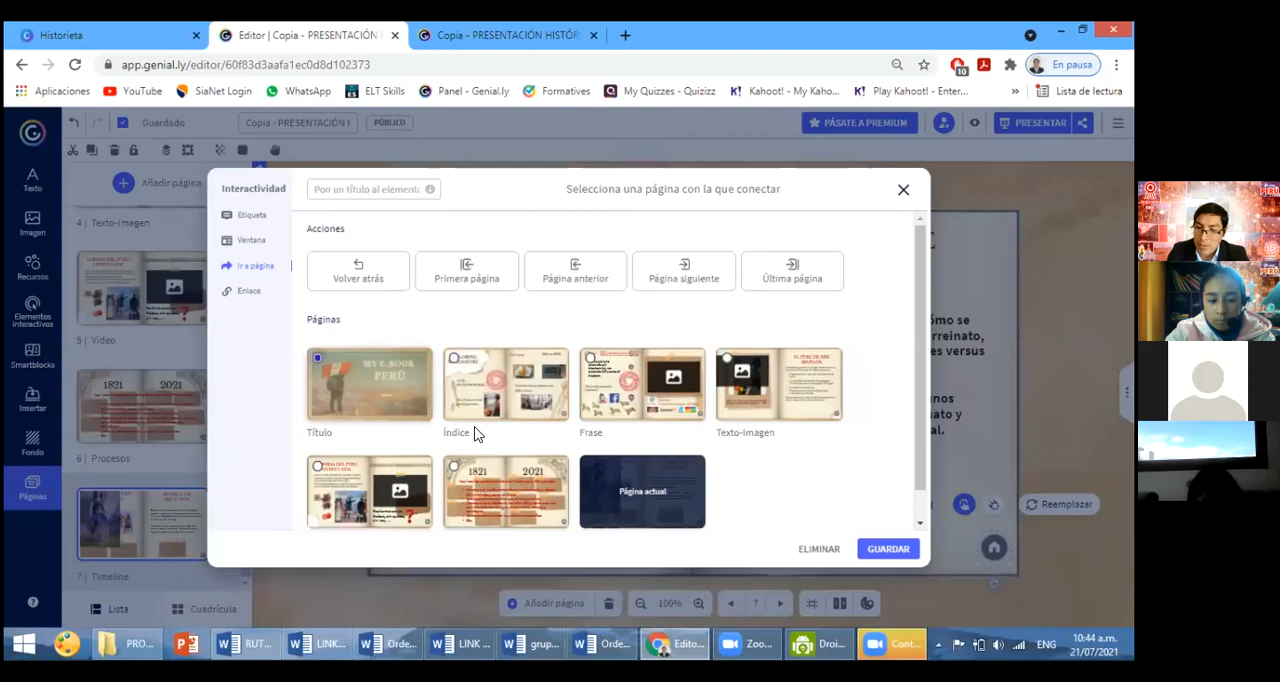 Historieta
Editor | Copia - PRESENTACIÓN
Copia - PRESENTACIÓN HISTÓR
app.genial.ly/editor/60f83d3aafa1ec0d8d102373
10
En pausa
Aplicaciones
YouTube
SiaNet Login
WhatsApp
ELT Skills
Panel - Genial.ly
Formatives
My Quizzes - Quizizz
Kahoot! - My Kaho...
Play Kahoot! - Enter...
»
Lista de lectura
Guardado
Copia - PRESENTACIÓN
PÚBLICO
PÁSATE A PREMIUM
PRESENTAR
Texto
Imagen
Recursos
Elementos interactivos
Smartblocks
Insertar
Fondo
Páginas
Añadir página
4 | Texto-Imagen
5 | Vídeo
1821 2021
6 | Procesos
7 | Timeline
Lista
Cuadrícula
Interactividad
Pon un título al elemento
Selecciona una página con la que conectar
Etiqueta
Ventana
Ir a página
Enlace
Acciones
Volver atrás
Primera página
Página anterior
Página siguiente
Última página
Páginas
MY E-BOOK
PERÚ
Título
Índice
Frase
Texto-Imagen
1821 2021
Página actual
ELIMINAR
GUARDAR
ómo se
rreinato,
es versus
nos
nato y
al.
Reemplazar
Añadir página
100%
7
PRO...
RUT...
LINK...
Orde...
LINK ...
grup...
Orde...
Edito...
Zoo...
Droi...
Cont...
ENG
10:44 a.m.
21/07/2021